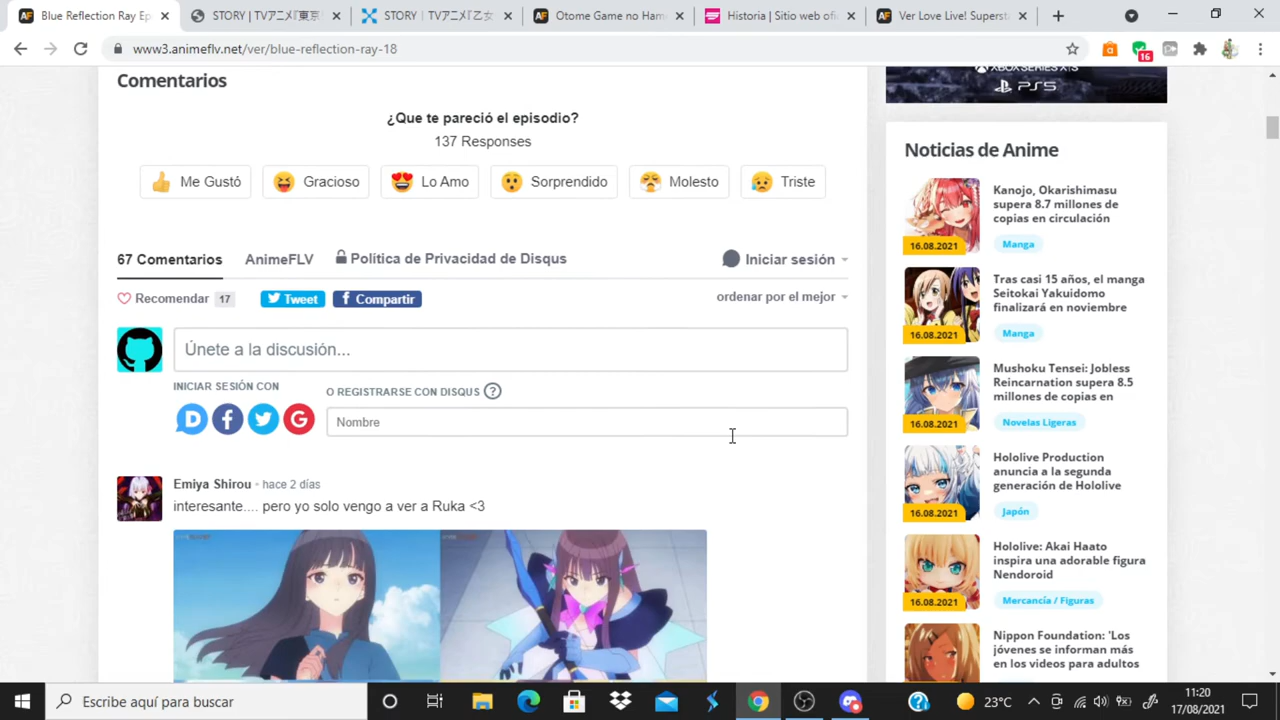 Blue Reflection Ray Ep
STORY | TVアニメ『東京
STORY | TVアニメ『乙女
Otome Game no Ham
Historia | Sitio web ofi
Ver Love Live! Superst
www3.animeflv.net/ver/blue-reflection-ray-18
16
Comentarios
¿Que te pareció el episodio?
137 Responses
Me Gustó
Gracioso
Lo Amo
Sorprendido
Molesto
Triste
67 Comentarios
AnimeFLV
Política de Privacidad de Disqus
Iniciar sesión
Recomendar 17
Tweet
Compartir
ordenar por el mejor
Únete a la discusión...
INICIAR SESIÓN CON
O REGISTRARSE CON DISQUS ?
Nombre
Emiya Shirou - hace 2 días
interesante.... pero yo solo vengo a ver a Ruka <3
XBOX SERIES X|S
PS5
Noticias de Anime
Kanojo, Okarishimasu
supera 8.7 millones de
copias en circulación
16.08.2021
Manga
Tras casi 15 años, el manga
Seitokai Yakuidomo
finalizará en noviembre
16.08.2021
Manga
Mushoku Tensei: Jobless
Reincarnation supera 8.5
millones de copias en
16.08.2021
Novelas Ligeras
Hololive Production
anuncia a la segunda
generación de Hololive
16.08.2021
Japón
Hololive: Akai Haato
inspira una adorable figura
Nendoroid
16.08.2021
Mercancía / Figuras
Nippon Foundation: 'Los
jóvenes se informan más
en los videos para adultos
Escribe aquí para buscar
23°C
11:20
17/08/2021